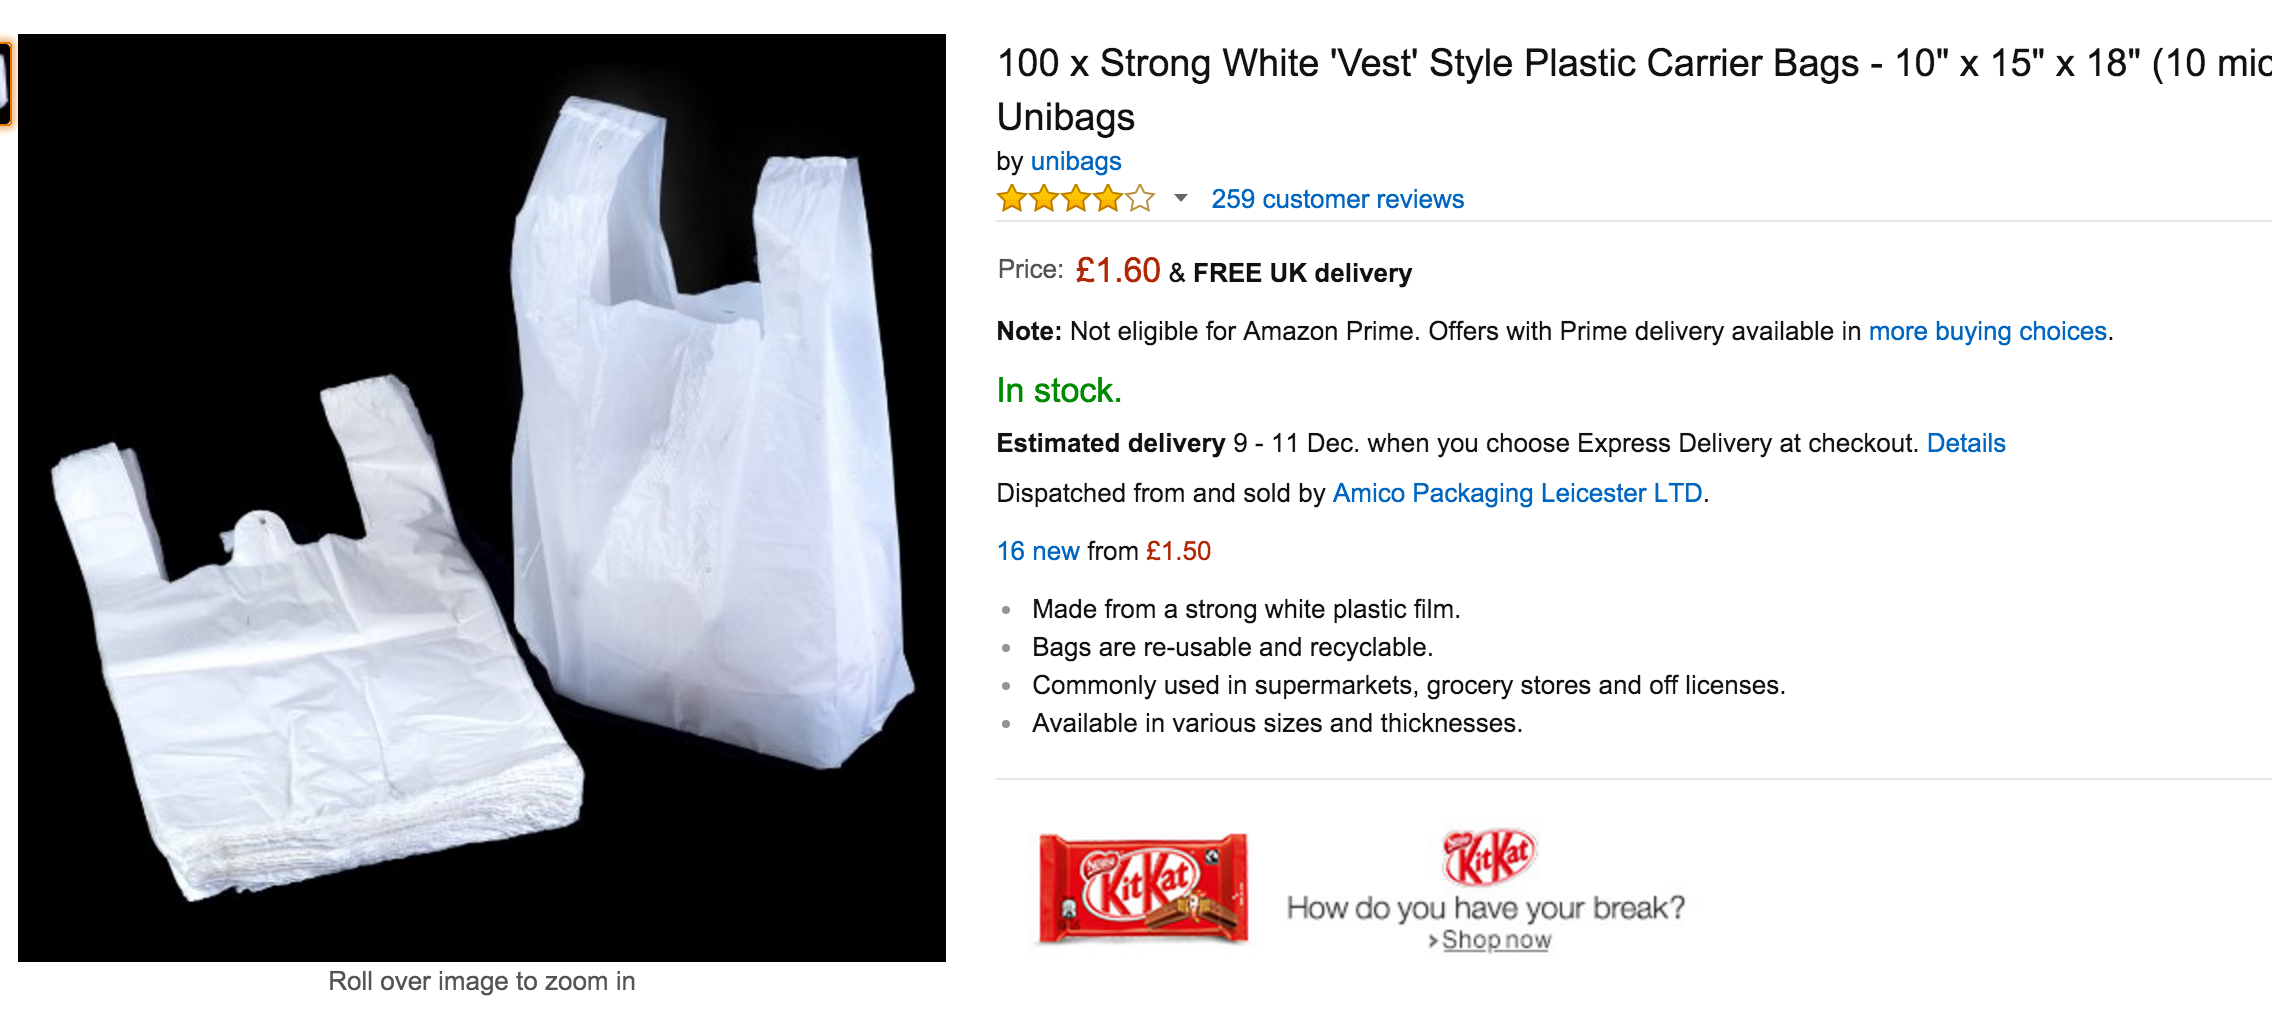 100 x Strong White 'Vest' Style Plastic Carrier Bags - 10" x 15" x 18" (10 mic
Unibags
by unibags
259 customer reviews
Price: £1.60 & FREE UK delivery
Note: Not eligible for Amazon Prime. Offers with Prime delivery available in more buying choices.
In stock.
Estimated delivery 9 - 11 Dec. when you choose Express Delivery at checkout. Details
Dispatched from and sold by Amico Packaging Leicester LTD.
16 new from £1.50
• Made from a strong white plastic film.
• Bags are re-usable and recyclable.
• Commonly used in supermarkets, grocery stores and off licenses.
• Available in various sizes and thicknesses.
Nestle KitKat
Nestle KitKat
How do you have your break?
>Shop now
Roll over image to zoom in